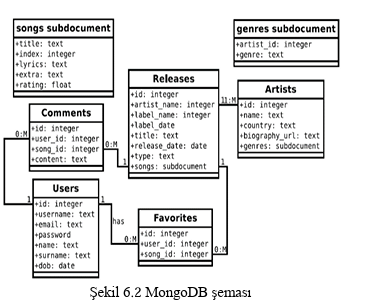 songs subdocument
+title: text
+index: integer
+lyrics: text
+extra: text
+rating: float
genres subdocument
+artist_id: integer
+genre: text
Releases
+id: integer
+artist_name: integer
+label_name: integer
+label_date
+title: text
+release_date: date
+type: text
+songs: subdocument
1
1:M
Artists
+id: integer
+name: text
+country: text
+biography_url: text
+genres: subdocument
Comments
+id: integer
+user_id: integer
+song_id: integer
+content: text
0:M
0:M
1
Users
+id: integer
+username: text
+email: text
+password
+name: text
+surname: text
+dob: date
1
1
has
0:M
Favorites
+id: integer
+user_id: integer
+song_id: integer
0:M
1
Şekil 6.2 MongoDB şeması